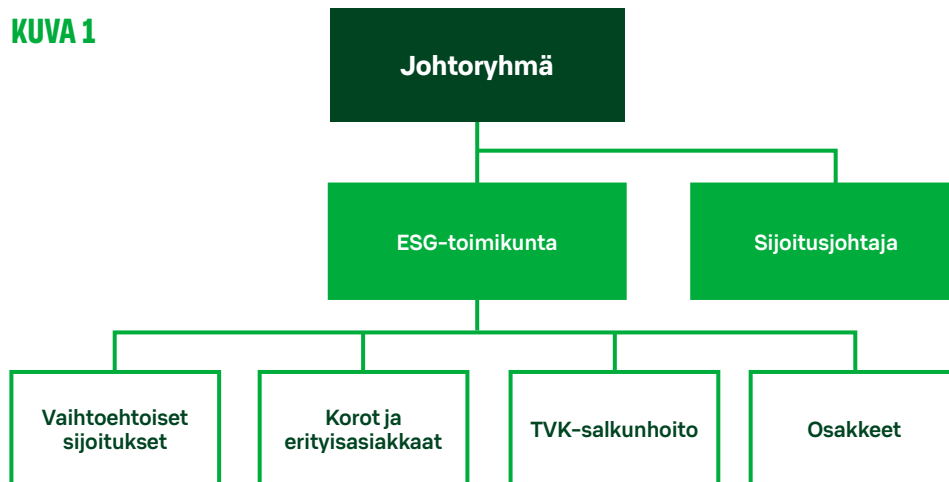 KUVA 1
Johtoryhmä
ESG-toimikunta
Sijoitusjohtaja
Vaihtoehtoiset
sijoitukset
Korot ja
erityisasiakkaat
TVK-salkunhoito
Osakkeet